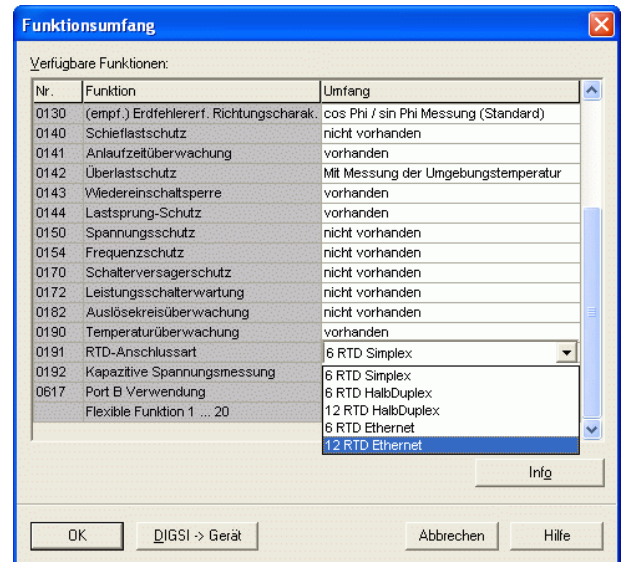 Funktionsumfang
Verfügbare Funktionen:
Nr. Funktion Umfang
0130 (empf.) Erdfehlererf. Richtungscharak. cos Phi / sin Phi Messung (Standard)
0140 Schieflastschutz nicht vorhanden
0141 Anlaufzeitüberwachung vorhanden
0142 Überlastschutz Mit Messung der Umgebungstemperatur
0143 Wiedereinschaltsperre vorhanden
0144 Lastsprung-Schutz vorhanden
0150 Spannungsschutz nicht vorhanden
0154 Frequenzschutz nicht vorhanden
0170 Schalterversagerschutz nicht vorhanden
0172 Leistungsschalterwartung nicht vorhanden
0182 Auslösekreisüberwachung nicht vorhanden
0190 Temperaturüberwachung vorhanden
0191 RTD-Anschlussart 6 RTD Simplex
0192 Kapazitive Spannungsmessung 6 RTD Simplex
0617 Port B Verwendung 6 RTD HalbDuplex
Flexible Funktion 1 ... 20 12 RTD HalbDuplex
6 RTD Ethernet
12 RTD Ethernet
Info
OK DIGSI -> Gerät Abbrechen Hilfe